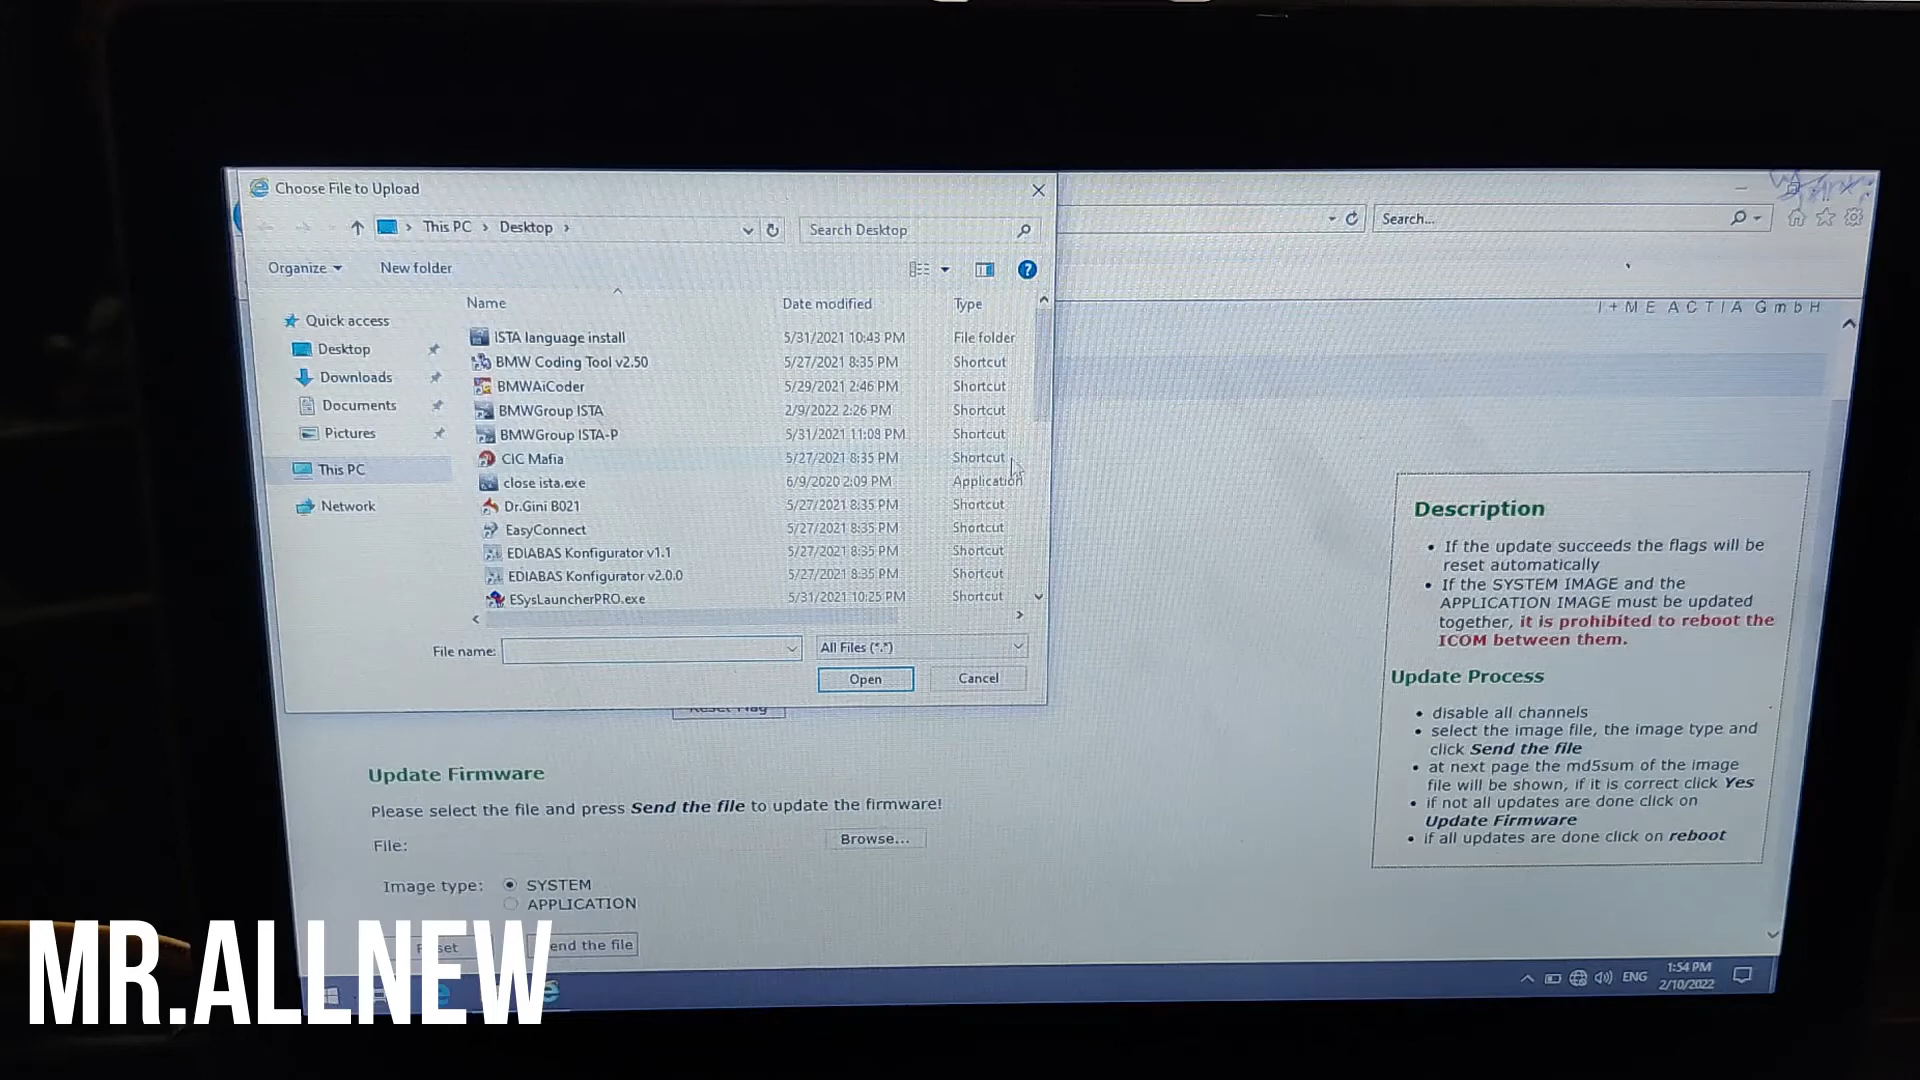 Choose File to Upload
This PC > Desktop >
Search Desktop
Search...
Organize
New folder
I+ME ACTIA GmbH
Name
Date modified
Type
Quick access
Desktop
Downloads
Documents
Pictures
This PC
Network
ISTA language install 5/31/2021 10:43 PM File folder
BMW Coding Tool v2.50 5/27/2021 8:35 PM Shortcut
BMWAiCoder 5/29/2021 2:46 PM Shortcut
BMWGroup ISTA 2/9/2022 2:26 PM Shortcut
BMWGroup ISTA-P 5/31/2021 11:08 PM Shortcut
CIC Mafia 5/27/2021 8:35 PM Shortcut
close ista.exe 6/9/2020 2:09 PM Application
Dr.Gini B021 5/27/2021 8:35 PM Shortcut
EasyConnect 5/27/2021 8:35 PM Shortcut
EDIABAS Konfigurator v1.1 5/27/2021 8:35 PM Shortcut
EDIABAS Konfigurator v2.0.0 5/27/2021 8:35 PM Shortcut
ESysLauncherPRO.exe 5/31/2021 10:25 PM Shortcut
File name:
All Files (*.*)
Open
Cancel
Update Firmware
Please select the file and press Send the file to update the firmware!
File:
Browse...
Image type:
SYSTEM
APPLICATION
end the file
Description
• If the update succeeds the flags will be
reset automatically
• If the SYSTEM IMAGE and the
APPLICATION IMAGE must be updated
together, it is prohibited to reboot the
ICOM between them.
Update Process
• disable all channels
• select the image file, the image type and
click Send the file
• at next page the md5sum of the image
file will be shown, if it is correct click Yes
• if not all updates are done click on
Update Firmware
• if all updates are done click on reboot
MR.ALLNEW
ENG
1:54 PM
2/10/2022